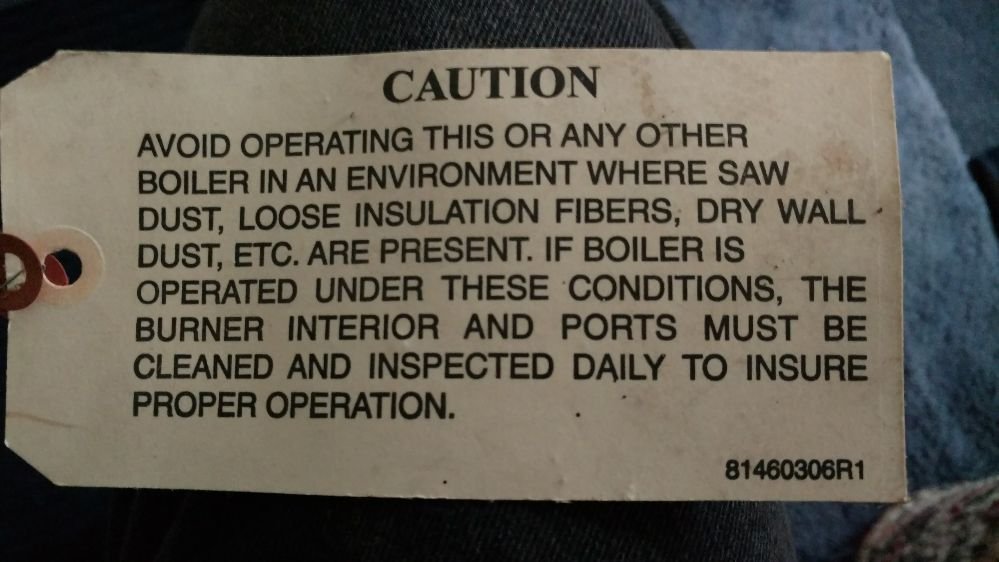 CAUTION
AVOID OPERATING THIS OR ANY OTHER
BOILER IN AN ENVIRONMENT WHERE SAW
DUST, LOOSE INSULATION FIBERS, DRY WALL
DUST, ETC. ARE PRESENT. IF BOILER IS
OPERATED UNDER THESE CONDITIONS, THE
BURNER INTERIOR AND PORTS MUST BE
CLEANED AND INSPECTED DAILY TO INSURE
PROPER OPERATION.
81460306R1